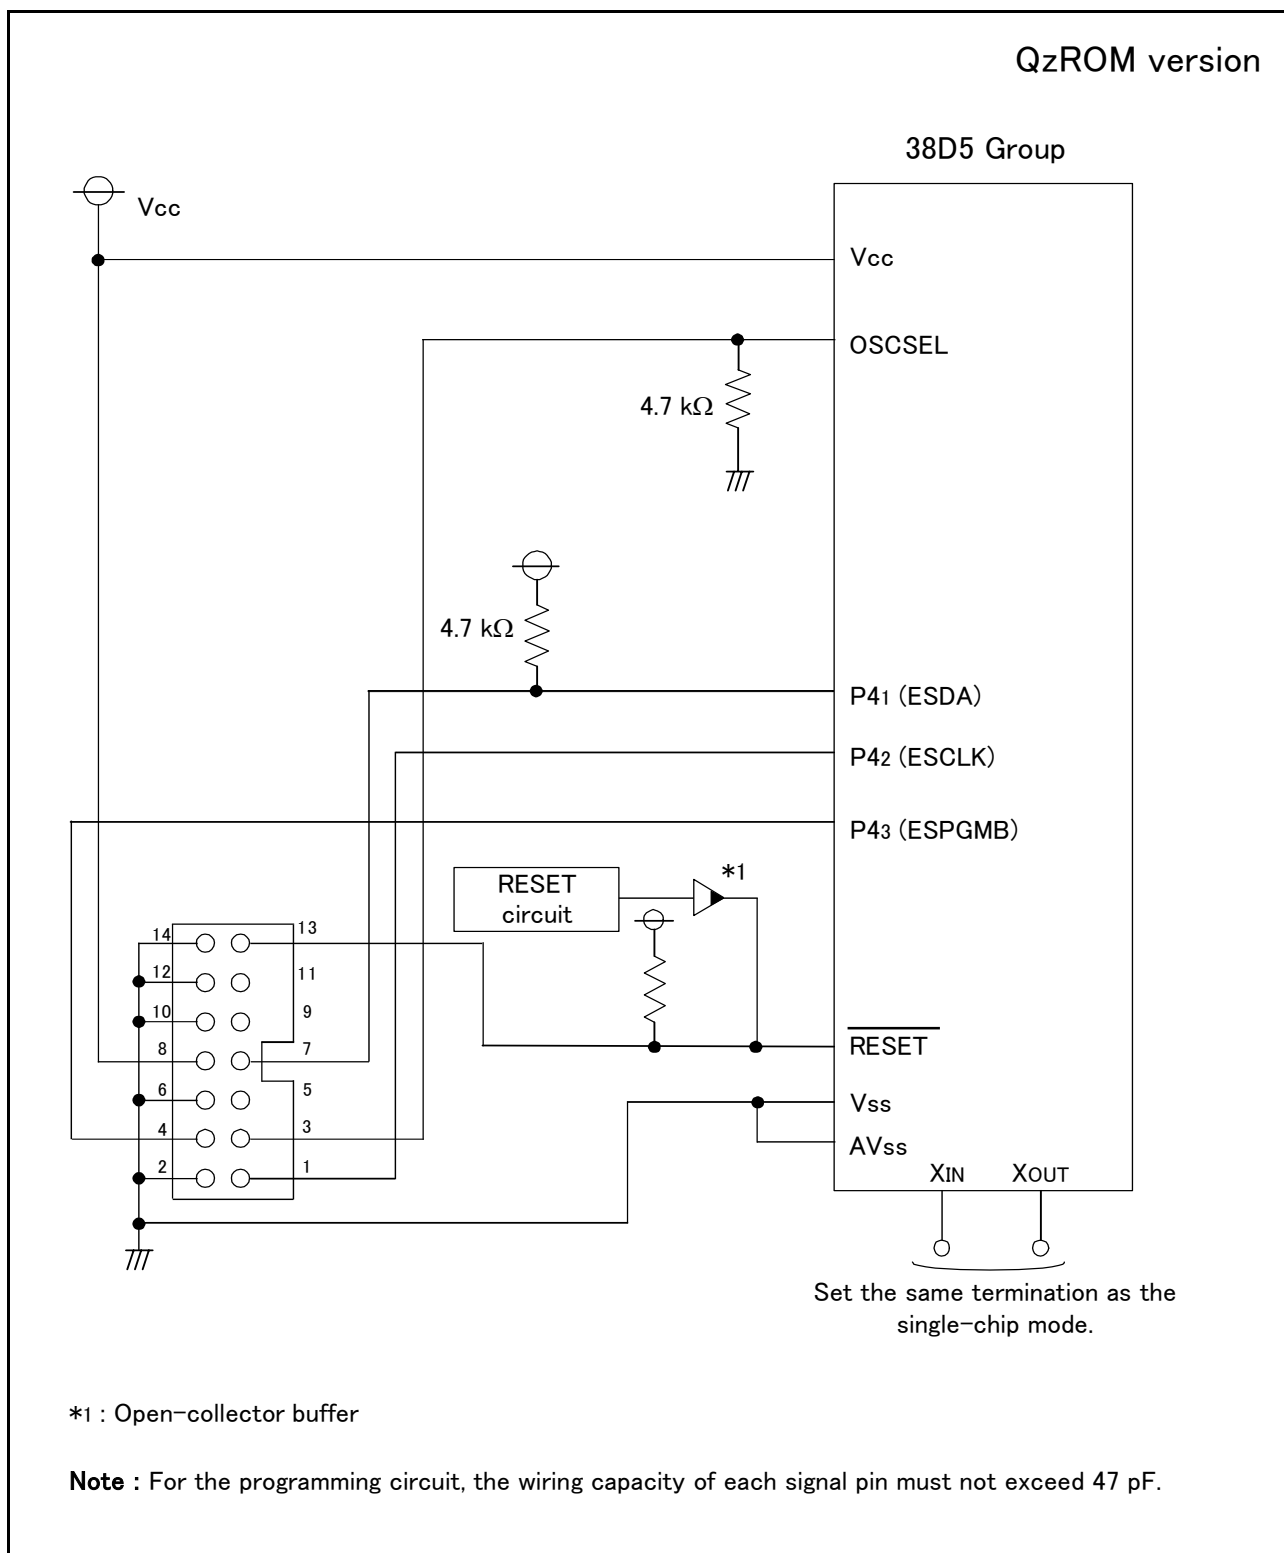 QzROM version
38D5 Group
Vcc
Vcc
OSCSEL
4.7 kΩ
4.7 kΩ
P41 (ESDA)
P42 (ESCLK)
P43 (ESPGMB)
*1
RESET
circuit
14
13
12
11
10
9
8
7
6
5
4
3
2
1
RESET
Vss
AVss
XIN
XOUT
Set the same termination as the
single-chip mode.
*1 : Open-collector buffer
Note : For the programming circuit, the wiring capacity of each signal pin must not exceed 47 pF.